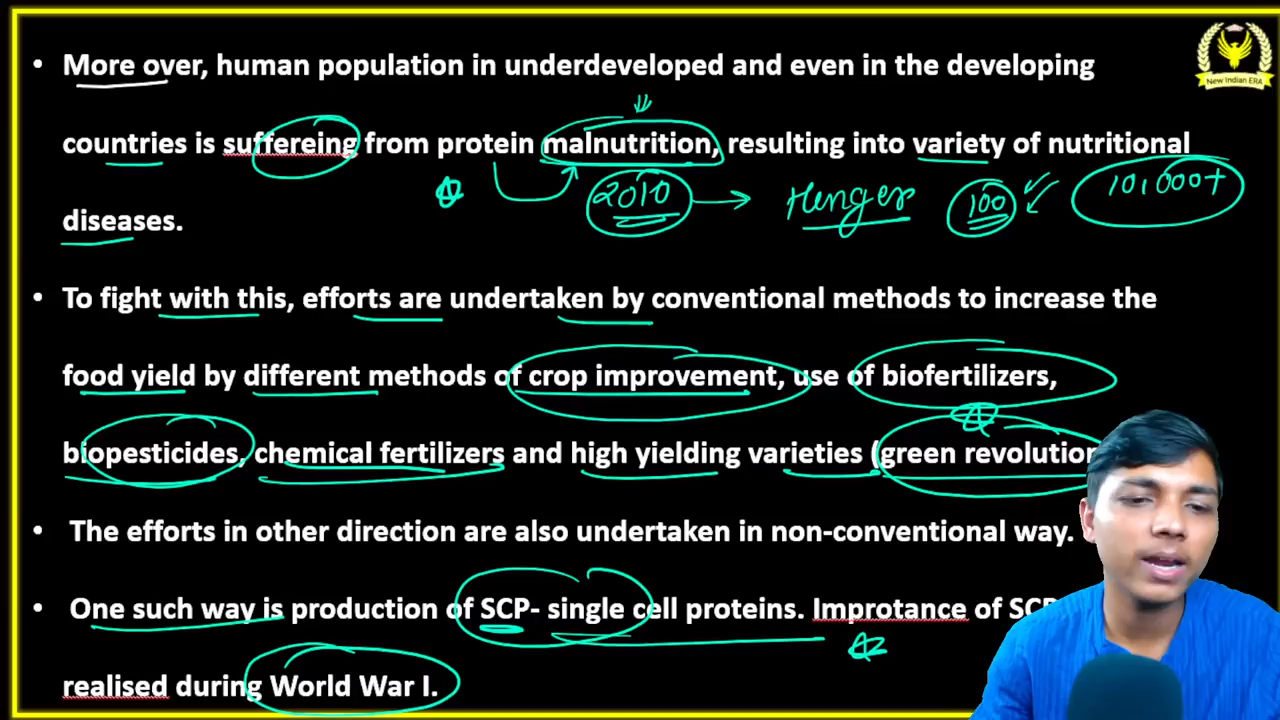 New Indian ERA
• More over, human population in underdeveloped and even in the developing
countries is suffereing from protein malnutrition, resulting into variety of nutritional
2010 → Henger 100 10,000+
diseases.
• To fight with this, efforts are undertaken by conventional methods to increase the
food yield by different methods of crop improvement, use of biofertilizers,
biopesticides, chemical fertilizers and high yielding varieties (green revolution
• The efforts in other direction are also undertaken in non-conventional way.
• One such way is production of SCP- single cell proteins. Improtance of SCP
realised during World War I.